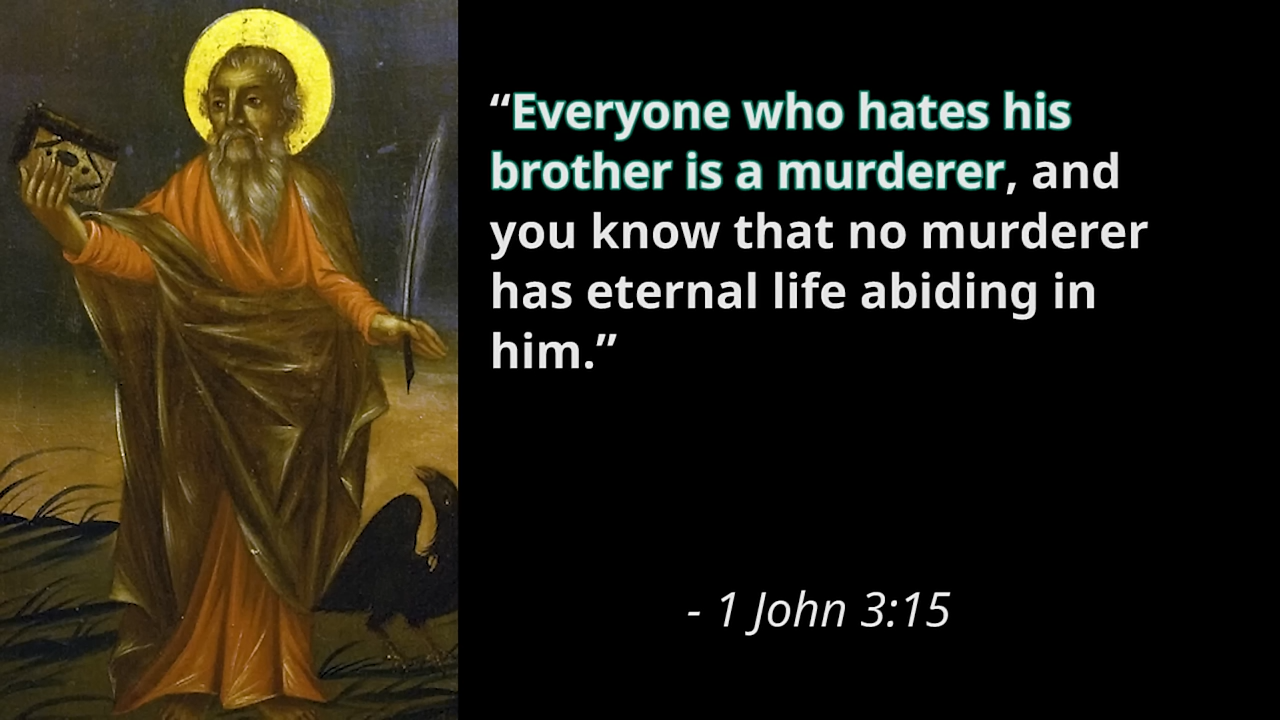 “Everyone who hates his
brother is a murderer, and
you know that no murderer
has eternal life abiding in
him.”
- 1 John 3:15